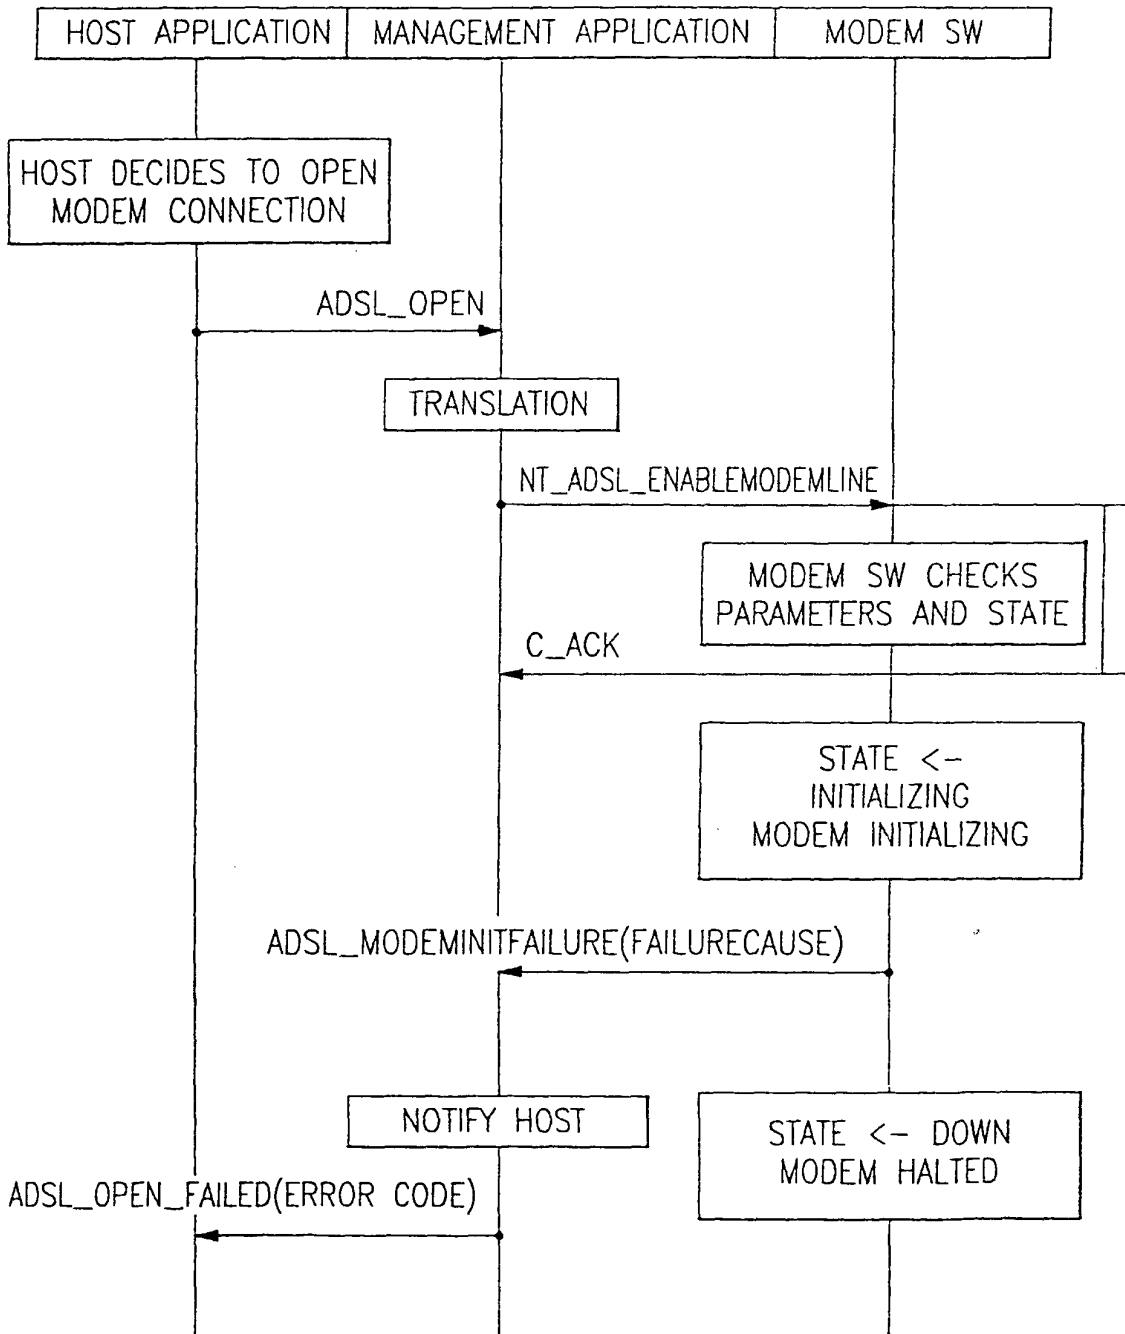 HOST APPLICATION
MANAGEMENT APPLICATION
MODEM SW
HOST DECIDES TO OPEN
MODEM CONNECTION
ADSL_OPEN
TRANSLATION
NT_ADSL_ENABLEMODEMLINE
MODEM SW CHECKS
PARAMETERS AND STATE
C_ACK
STATE <-
INITIALIZING
MODEM INITIALIZING
ADSL_MODEMINITFAILURE(FAILURECAUSE)
NOTIFY HOST
STATE <- DOWN
MODEM HALTED
ADSL_OPEN_FAILED(ERROR CODE)